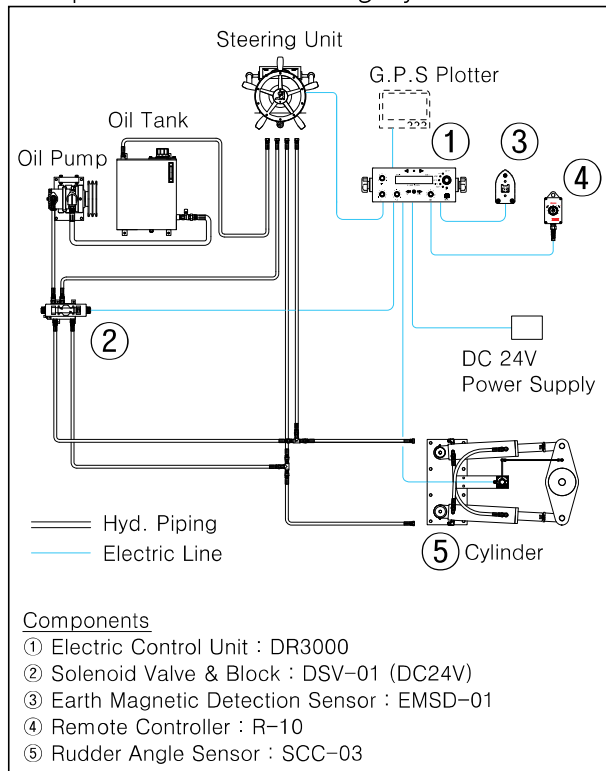 Steering Unit
G.P.S Plotter
Oil Tank
①
③
Oil Pump
④
②
DC 24V
Power Supply
Hyd. Piping
Electric Line
⑤ Cylinder
Components
① Electric Control Unit : DR3000
② Solenoid Valve & Block : DSV-01 (DC24V)
③ Earth Magnetic Detection Sensor : EMSD-01
④ Remote Controller : R-10
⑤ Rudder Angle Sensor : SCC-03